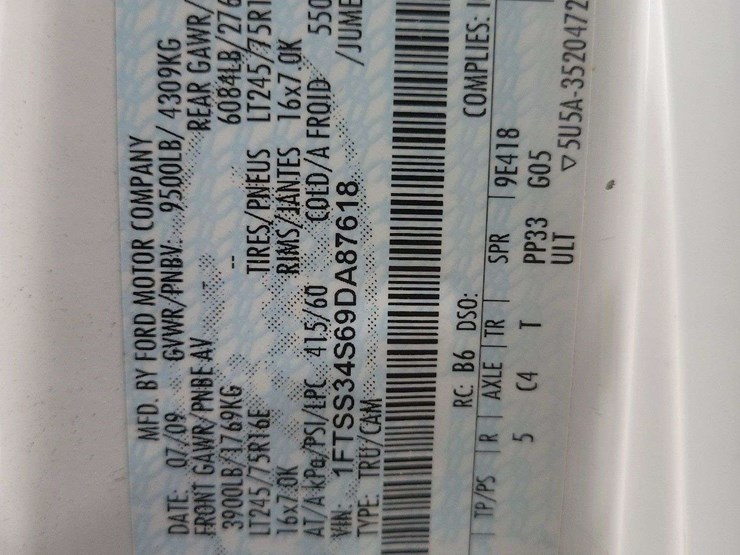 MFD. BY FORD MOTOR COMPANY
DATE: 07/09 GVWR/PNBV: 9500LB/ 4309KG
FRONT GAWR/PNBE AV REAR GAWR/
3900LB/1769KG -- 6084LB/276
LT245/75R16E TIRES/PNEUS LT245/75R1
16x7.0K RIMS/JANTES 16x7.0K
AT/A kPa/PSI/LPC 415/60 COLD/A FROID 550
VIN: 1FTSS34S69DA87618 /JUME
TYPE: TRU/CAM
COMPLIES:
RC: B6 DSO:
TP/PS R AXLE TR SPR 9E418
5 C4 T PP33 G05
ULT
▽5U5A-3520472